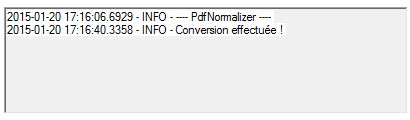 2015-01-20 17:16:06.6929 - INFO - ---- PdfNormalizer ----
2015-01-20 17:16:40.3358 - INFO - Conversion effectuée !